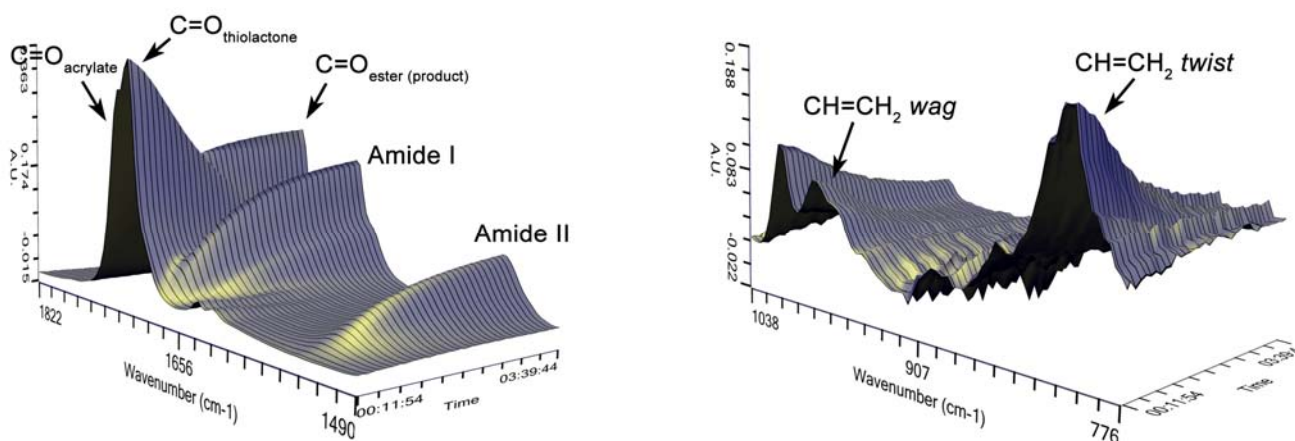 C=O thiolactone
C=O acrylate
C=O ester (product)
Amide I
Amide II
0.363
0.174
A.U.
-0.015
1822
1656
1490
Wavenumber (cm-1)
00:11:54
Time
03:39:44
CH=CH2 twist
CH=CH2 wag
0.188
0.083
A.U.
-0.022
1038
907
776
Wavenumber (cm-1)
00:11:54
Time